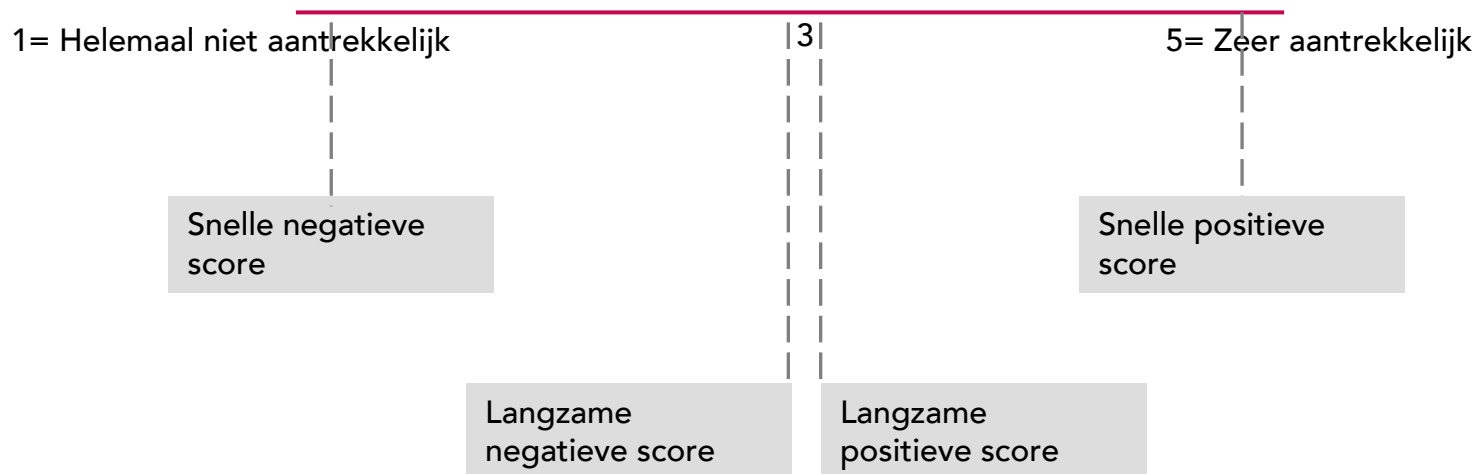 1= Helemaal niet aantrekkelijk
3
5= Zeer aantrekkelijk
Snelle negatieve
score
Snelle positieve
score
Langzame
negatieve score
Langzame
positieve score